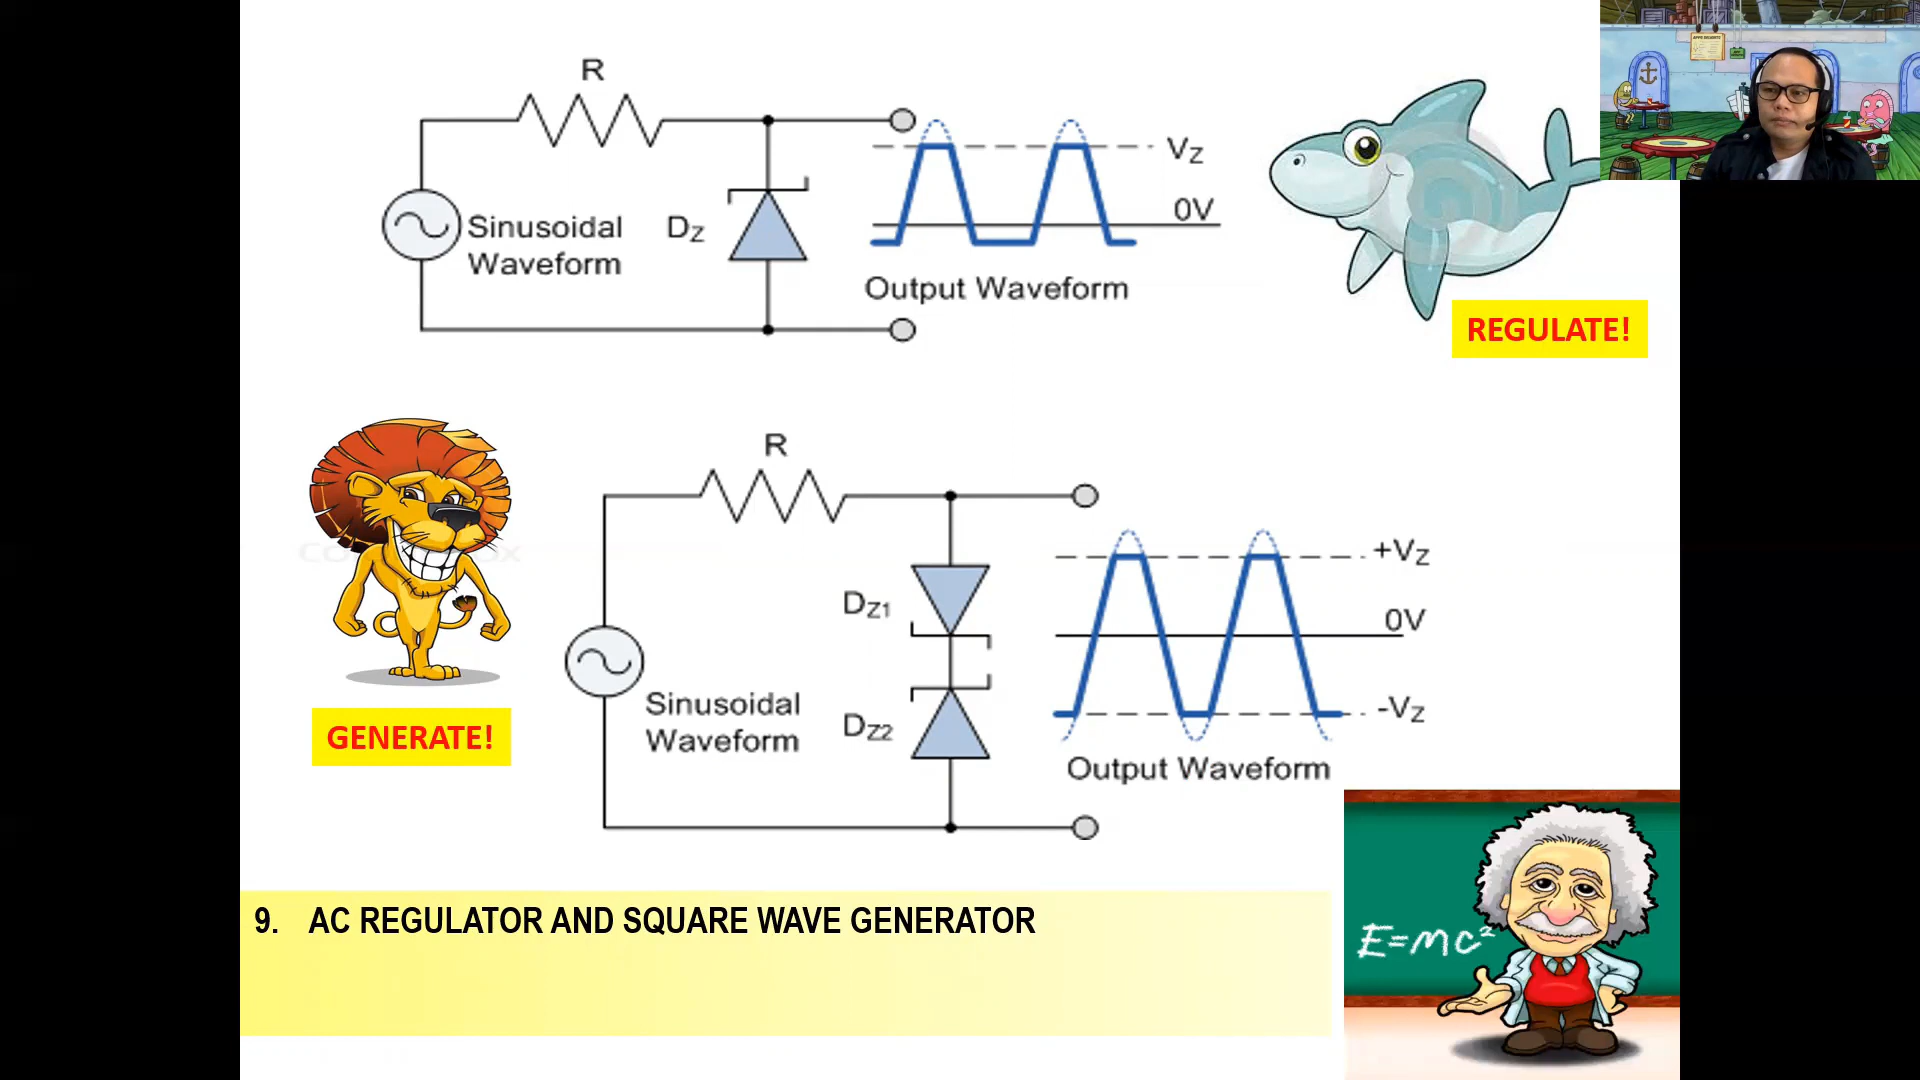 R
Sinusoidal
Waveform
DZ
VZ
0V
Output Waveform
REGULATE!
GENERATE!
R
Sinusoidal
Waveform
DZ1
DZ2
+VZ
0V
-VZ
Output Waveform
9. AC REGULATOR AND SQUARE WAVE GENERATOR
E=mc²